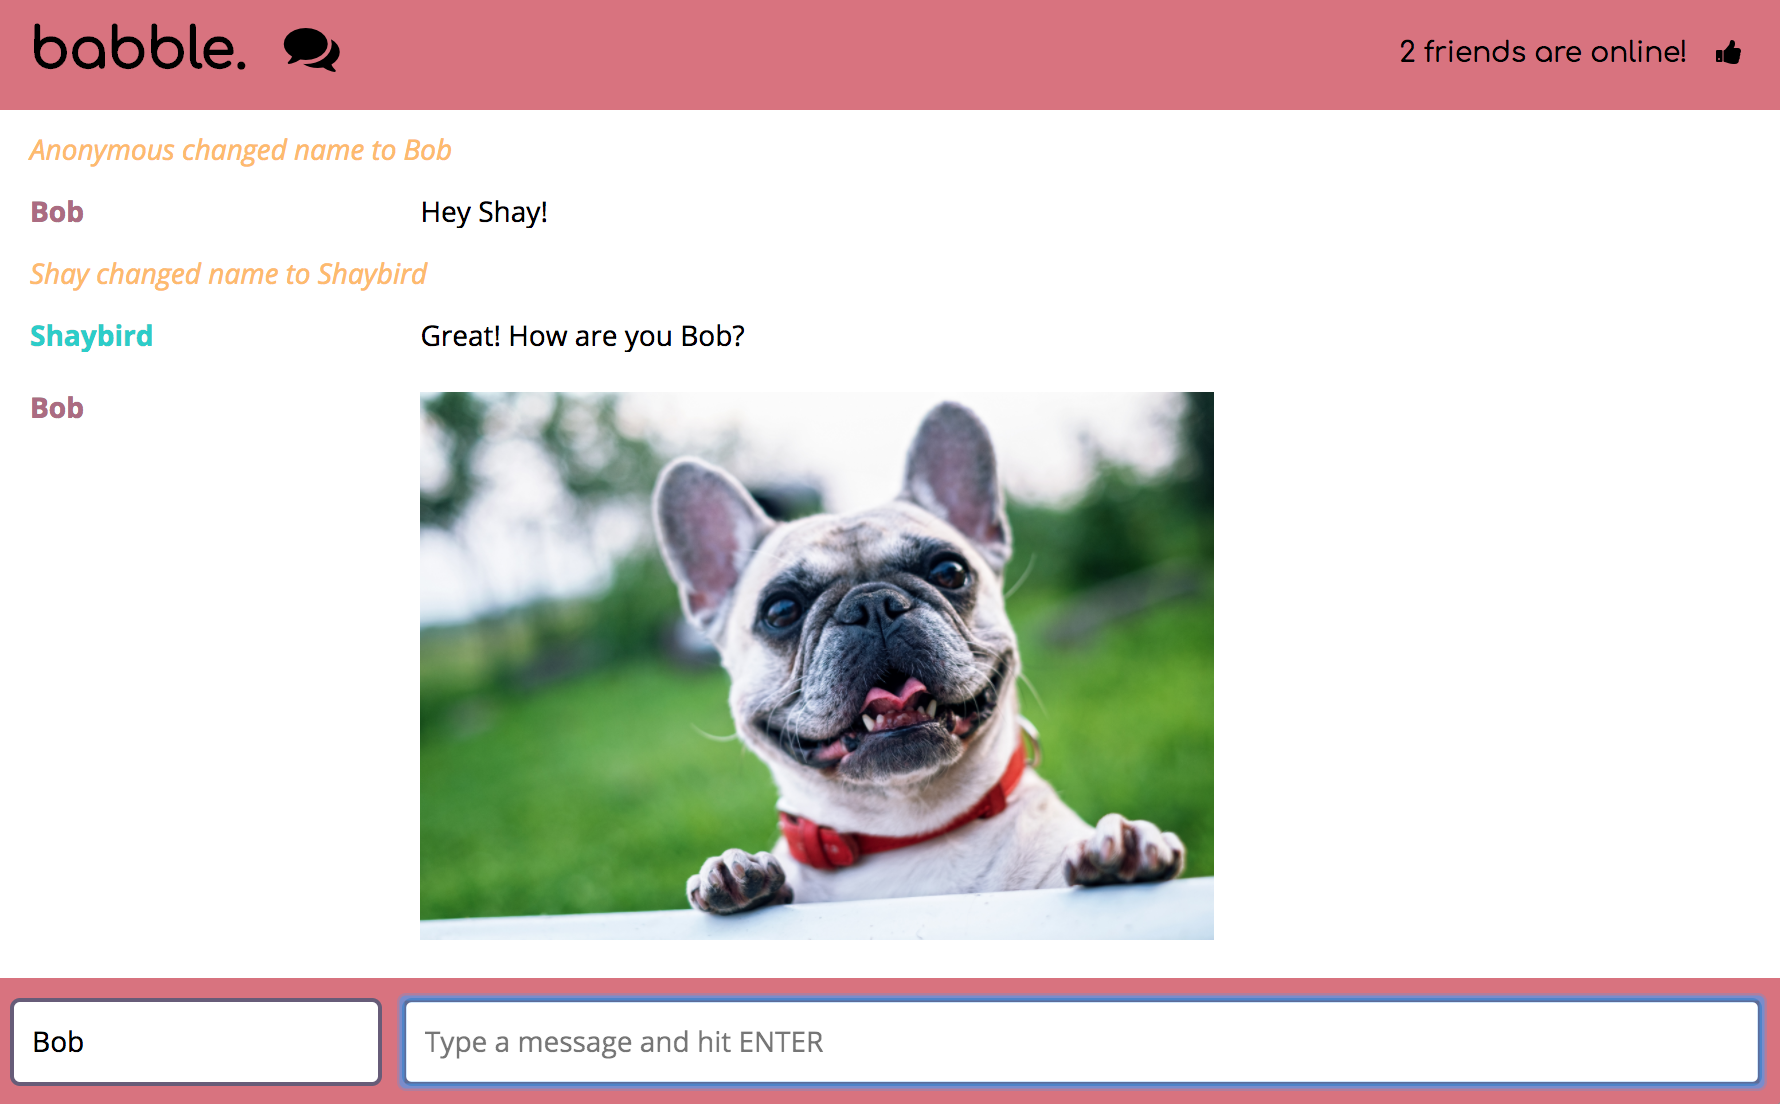 babble.
2 friends are online!
Anonymous changed name to Bob
Bob Hey Shay!
Shay changed name to Shaybird
Shaybird Great! How are you Bob?
Bob
Bob Type a message and hit ENTER